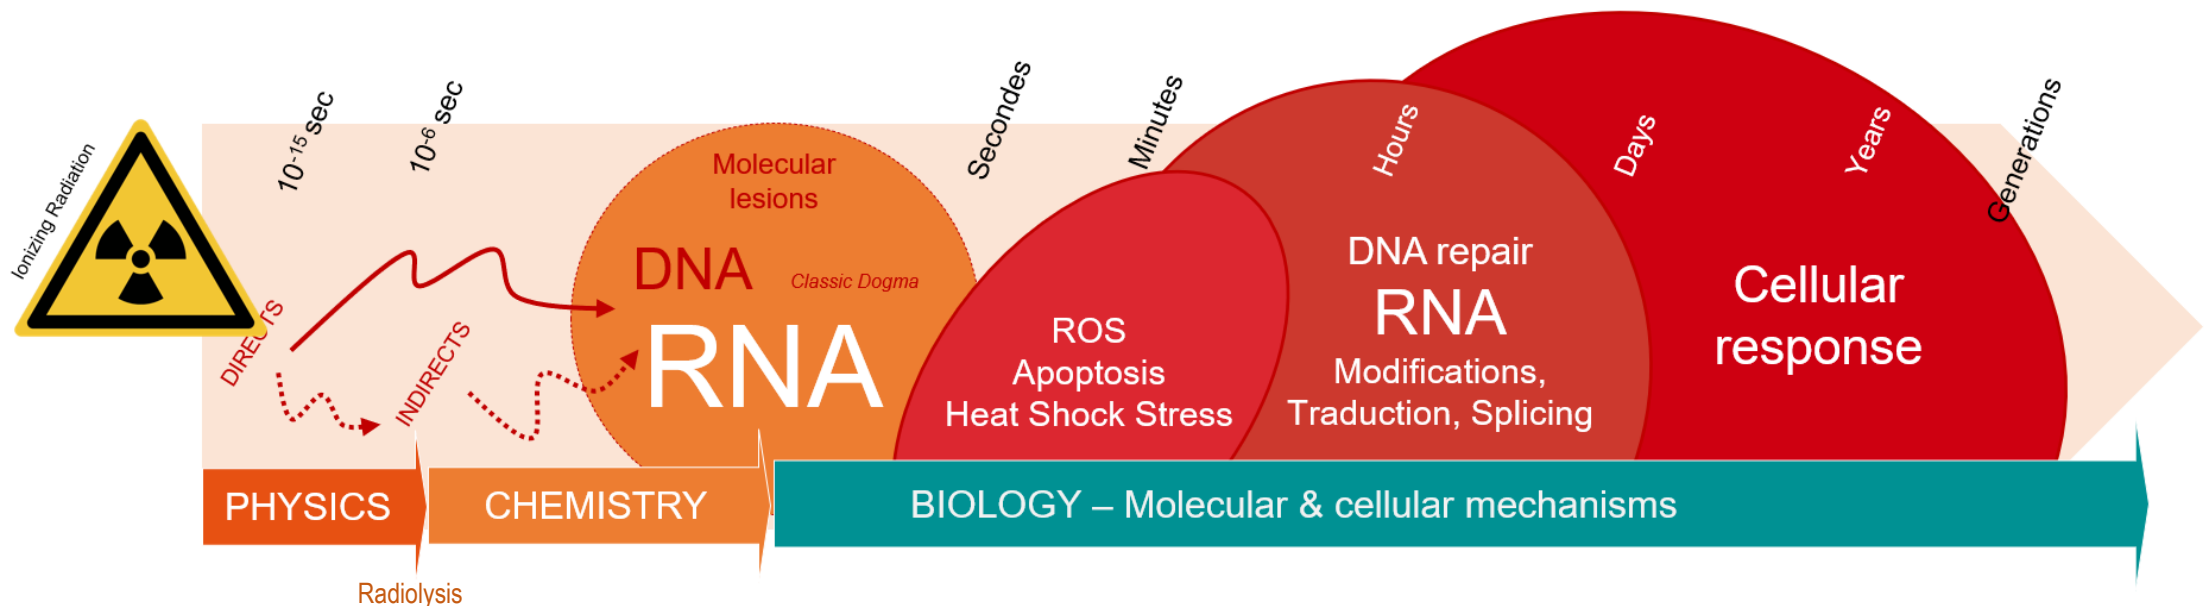 Ionizing Radiation
10-15 sec
10-6 sec
Secondes
Minutes
Hours
Days
Years
Generations
DIRECTS
INDIRECTS
Molecular
lesions
DNA
Classic Dogma
RNA
ROS
Apoptosis
Heat Shock Stress
DNA repair
RNA
Modifications,
Traduction, Splicing
Cellular
response
PHYSICS
CHEMISTRY
BIOLOGY – Molecular & cellular mechanisms
Radiolysis